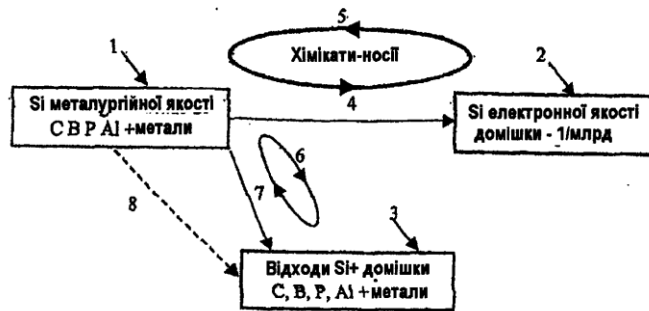 5
1
Хімікати-носії
2
4
Si металургійної якості
C B P Al +метали
Si електронної якості
домішки - 1/млрд
6
7
8
3
Відходи Si+ домішки
C, B, P, Al +метали